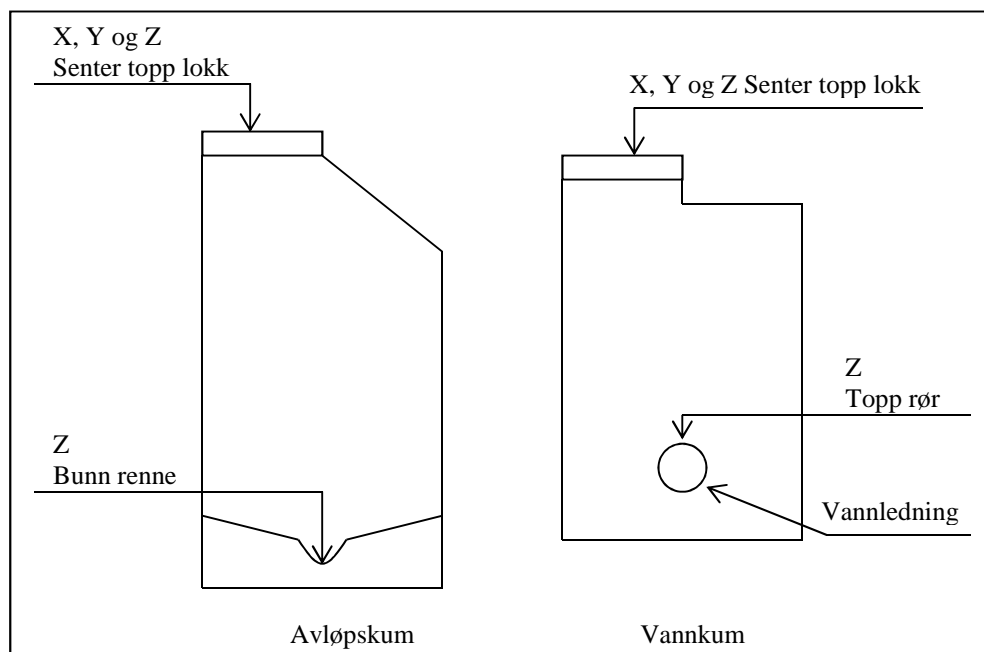 X, Y og Z
Senter topp lokk
X, Y og Z Senter topp lokk
Z
Topp rør
Z
Bunn renne
Vannledning
Avløpskum
Vannkum